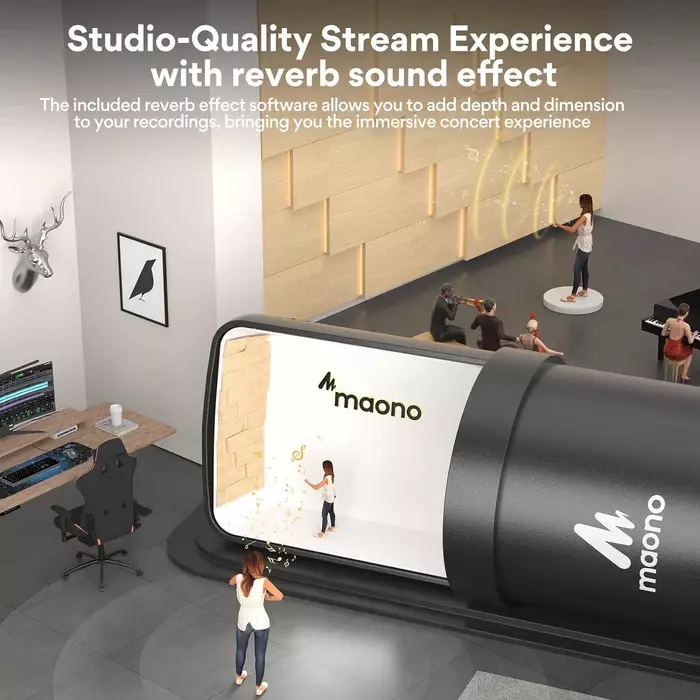 Studio-Quality Stream Experience
with reverb sound effect
The included reverb effect software allows you to add depth and dimension
to your recordings, bringing you the immersive concert experience
maono
maono